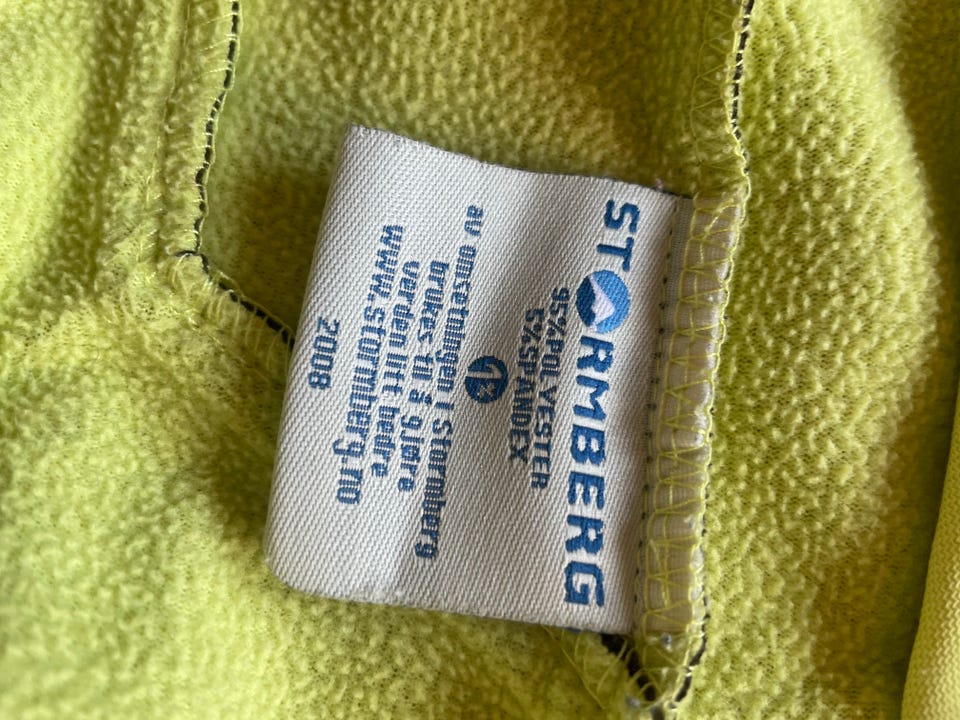 STORMBERG
95%POLYESTER
5%SPANDEX
1%
av omsetningen i Stormberg
brukes til å gjøre
verden litt bedre
www.stormberg.no
2008